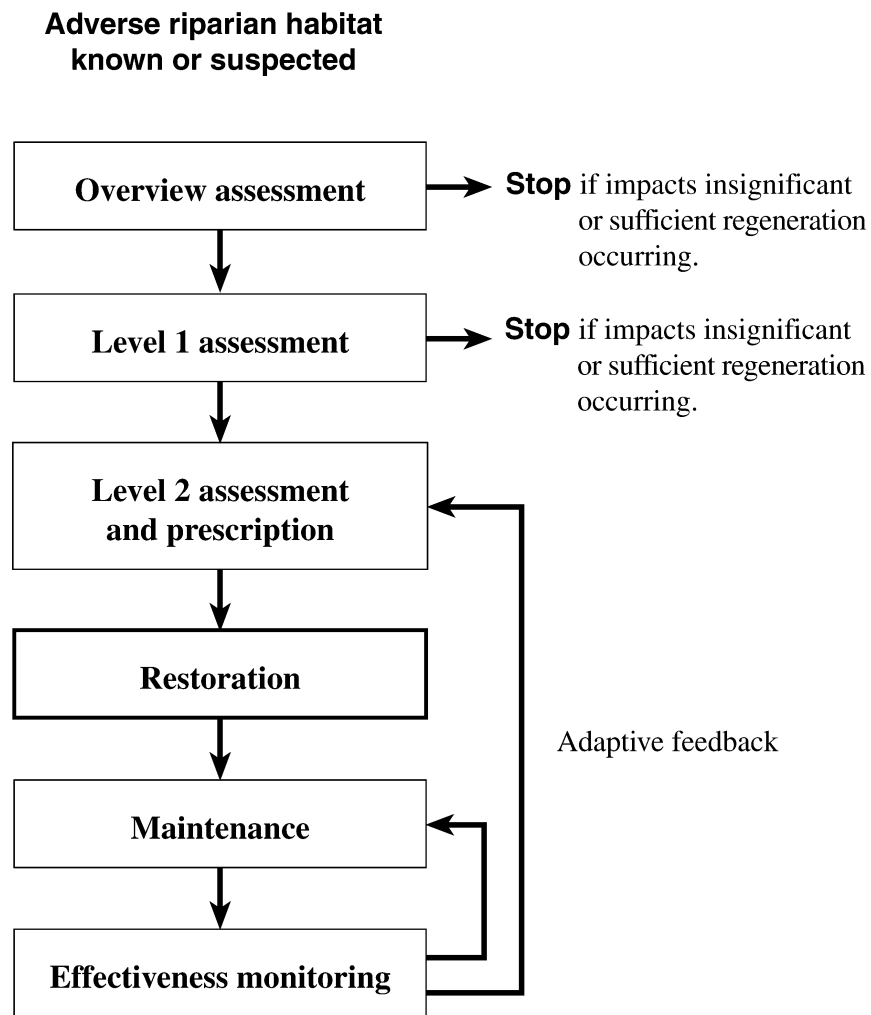 Adverse riparian habitat
known or suspected
Overview assessment
Stop if impacts insignificant
or sufficient regeneration
occurring.
Level 1 assessment
Stop if impacts insignificant
or sufficient regeneration
occurring.
Level 2 assessment
and prescription
Restoration
Adaptive feedback
Maintenance
Effectiveness monitoring